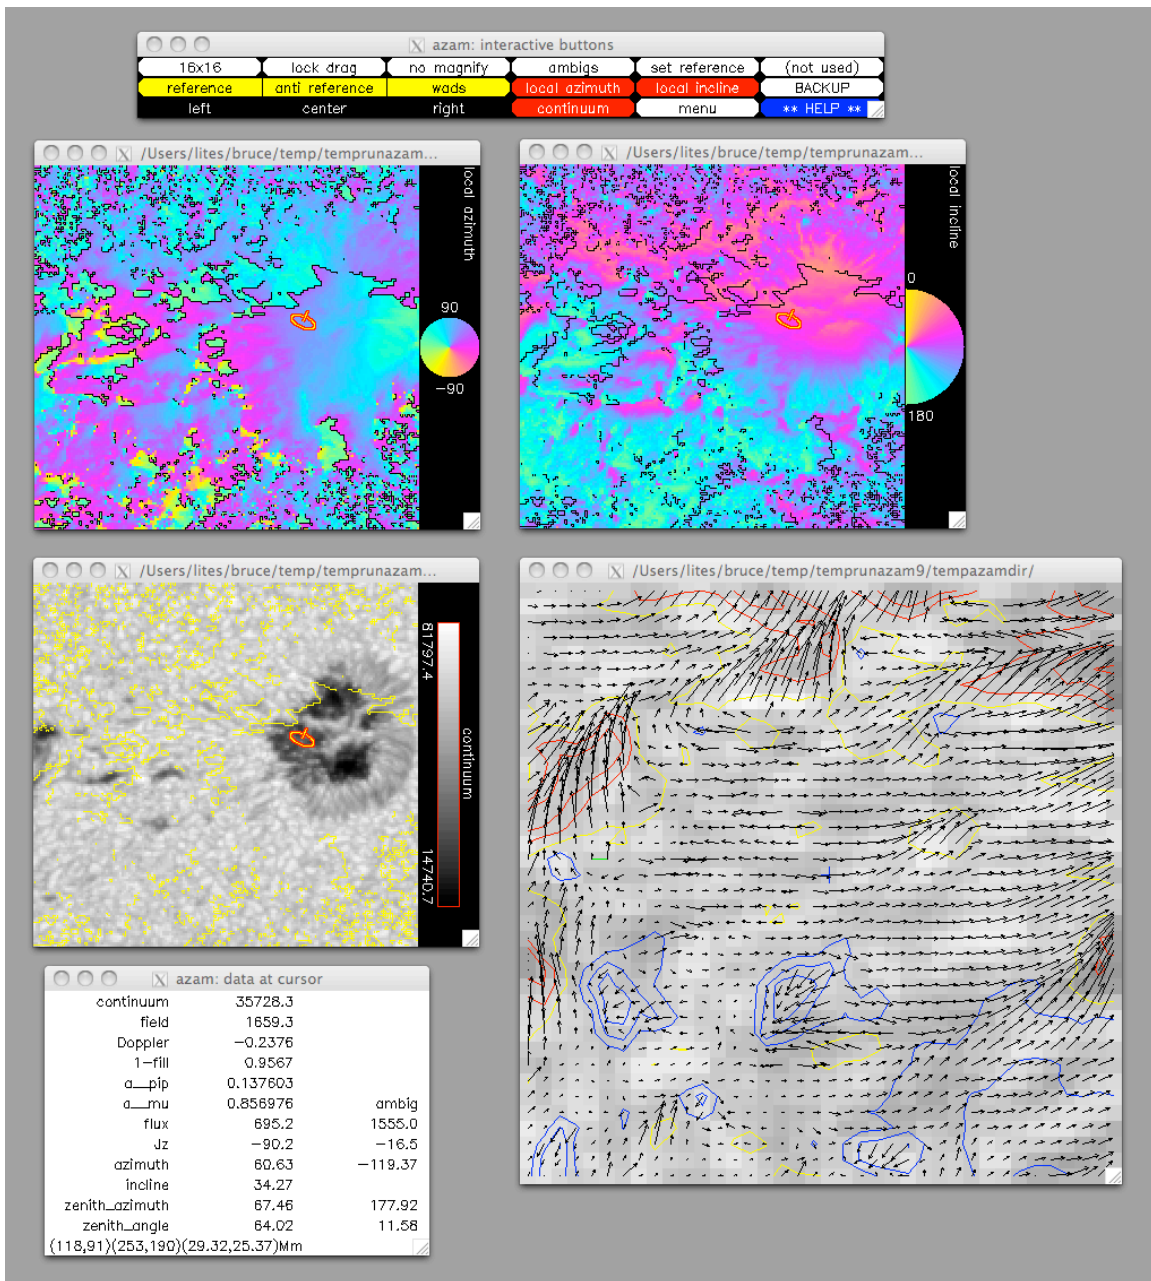 azam: interactive buttons
16x16 lock drag no magnify ambigs set reference (not used)
reference anti reference wads local azimuth local incline BACKUP
left center right continuum menu ** HELP **
/Users/lites/bruce/temp/temprunazam...
local azimuth
90
-90
/Users/lites/bruce/temp/temprunazam...
local incline
0
180
/Users/lites/bruce/temp/temprunazam...
81797.4
continuum
14740.7
/Users/lites/bruce/temp/temprunazam9/tempazamdir/
azam: data at cursor
continuum 35728.3
field 1659.3
Doppler -0.2376
1-fill 0.9567
a__pip 0.137603
a__mu 0.856976 ambig
flux 695.2 1555.0
Jz -90.2 -16.5
azimuth 60.63 -119.37
incline 34.27
zenith_azimuth 67.46 177.92
zenith_angle 64.02 11.58
(118,91)(253,190)(29.32,25.37)Mm